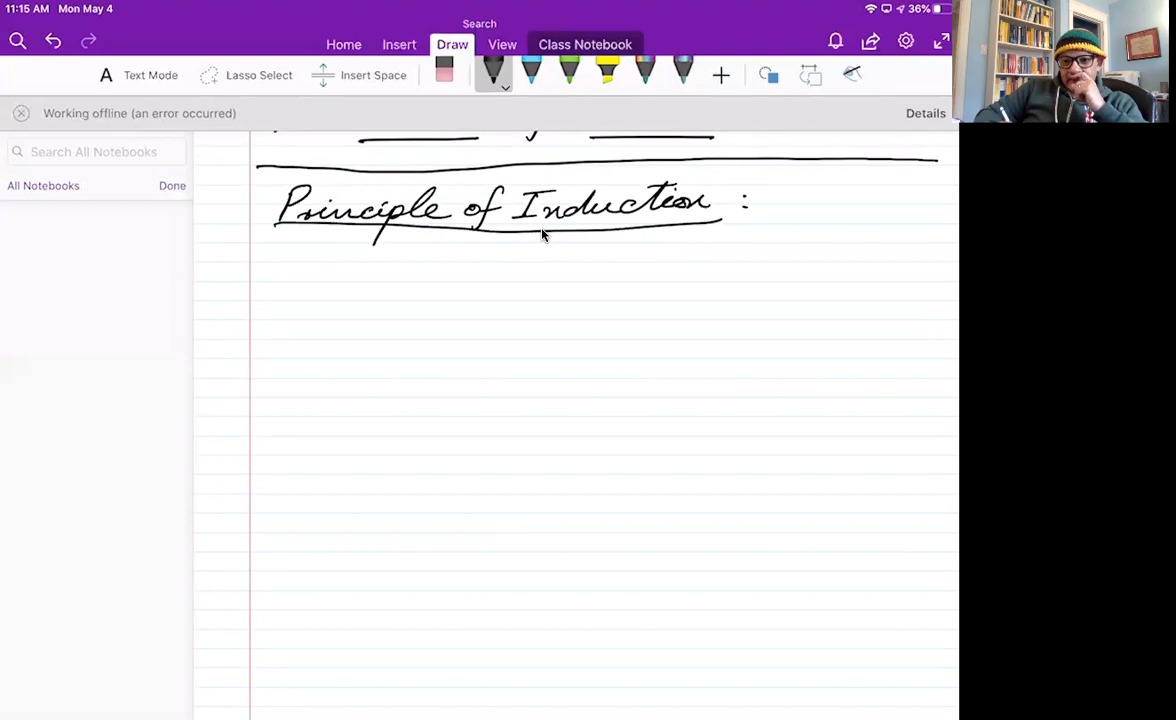 11:15 AM Mon May 4
36%
Search
Home Insert Draw View Class Notebook
A Text Mode Lasso Select Insert Space
Working offline (an error occurred) Details
Search All Notebooks
All Notebooks Done
Principle of Induction :